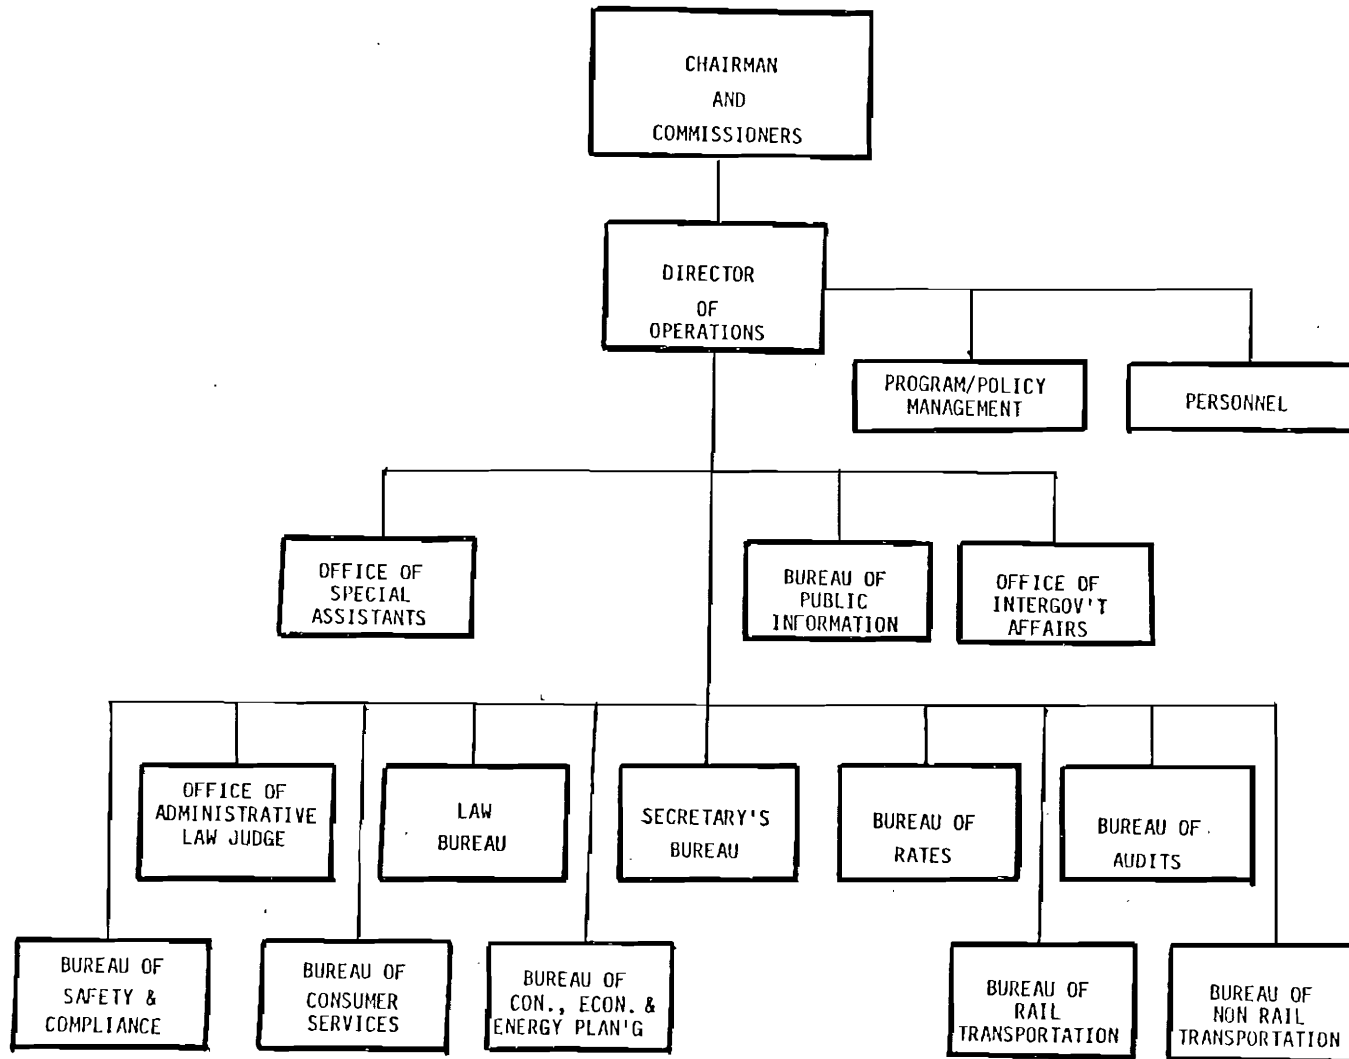 CHAIRMAN
AND
COMMISSIONERS
DIRECTOR
OF
OPERATIONS
PROGRAM/POLICY
MANAGEMENT
PERSONNEL
OFFICE OF
SPECIAL
ASSISTANTS
BUREAU OF
PUBLIC
INFORMATION
OFFICE OF
INTERGOV'T
AFFAIRS
OFFICE OF
ADMINISTRATIVE
LAW JUDGE
LAW
BUREAU
SECRETARY'S
BUREAU
BUREAU OF
RATES
BUREAU OF
AUDITS
BUREAU OF
SAFETY &
COMPLIANCE
BUREAU OF
CONSUMER
SERVICES
BUREAU OF
CON., ECON. &
ENERGY PLAN'G
BUREAU OF
RAIL
TRANSPORTATION
BUREAU OF
NON RAIL
TRANSPORTATION